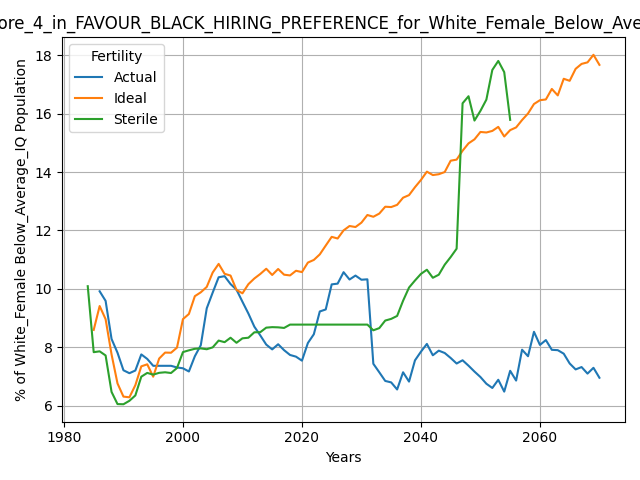 ore_4_in_FAVOUR_BLACK_HIRING_PREFERENCE_for_White_Female_Below_Ave
Fertility
Actual
Ideal
Sterile
% of White_Female Below_Average_IQ Population
18
16
14
12
10
8
6
1980
2000
2020
2040
2060
Years